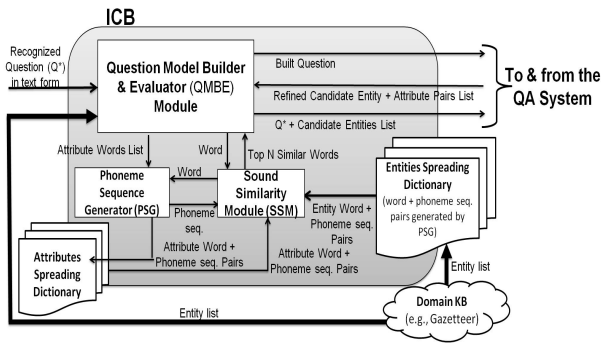 ICB
Recognized
Question (Q*)
in text form
Question Model Builder
& Evaluator (QMBE)
Module
Built Question
Refined Candidate Entity + Attribute Pairs List
Q* + Candidate Entities List
To & from the
QA System
Attribute Words List
Word
Top N Similar Words
Word
Phoneme
Sequence
Generator (PSG)
Phoneme
seq.
Sound
Similarity
Module (SSM)
Entity Word +
Phoneme seq.
Pairs
Entities Spreading
Dictionary
(word + phoneme seq.
pairs generated by
PSG)
Attribute Word +
Phoneme seq. Pairs
Attribute Word +
Phoneme seq. Pairs
Attributes
Spreading
Dictionary
Entity list
Entity list
Domain KB
(e.g., Gazetteer)